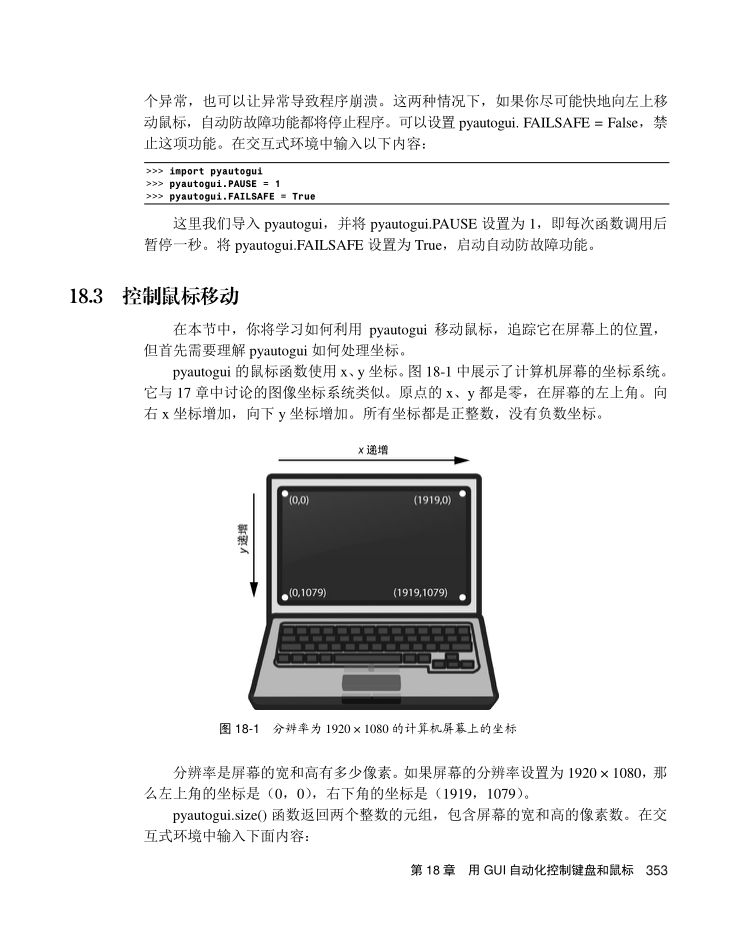 个异常，也可以让异常导致程序崩溃。这两种情况下，如果你尽可能快地向左上移
动鼠标，自动防故障功能都将停止程序。可以设置 pyautogui. FAILSAFE = False，禁
止这项功能。在交互式环境中输入以下内容：
>>> import pyautogui
>>> pyautogui.PAUSE = 1
>>> pyautogui.FAILSAFE = True
这里我们导入 pyautogui，并将 pyautogui.PAUSE 设置为 1，即每次函数调用后
暂停一秒。将 pyautogui.FAILSAFE 设置为 True，启动自动防故障功能。
18.3 控制鼠标移动
在本节中，你将学习如何利用 pyautogui 移动鼠标，追踪它在屏幕上的位置，
但首先需要理解 pyautogui 如何处理坐标。
pyautogui 的鼠标函数使用 x、y 坐标。图 18-1 中展示了计算机屏幕的坐标系统。
它与 17 章中讨论的图像坐标系统类似。原点的 x、y 都是零，在屏幕的左上角。向
右 x 坐标增加，向下 y 坐标增加。所有坐标都是正整数，没有负数坐标。
x 递增
y 递增
(0,0)
(1919,0)
(0,1079)
(1919,1079)
图 18-1 分辨率为 1920 × 1080 的计算机屏幕上的坐标
分辨率是屏幕的宽和高有多少像素。如果屏幕的分辨率设置为 1920 × 1080，那
么左上角的坐标是（0，0），右下角的坐标是（1919，1079）。
pyautogui.size() 函数返回两个整数的元组，包含屏幕的宽和高的像素数。在交
互式环境中输入下面内容：
第 18 章 用 GUI 自动化控制键盘和鼠标 353